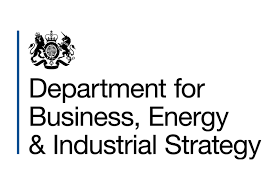 Department for
Business, Energy
& Industrial Strategy